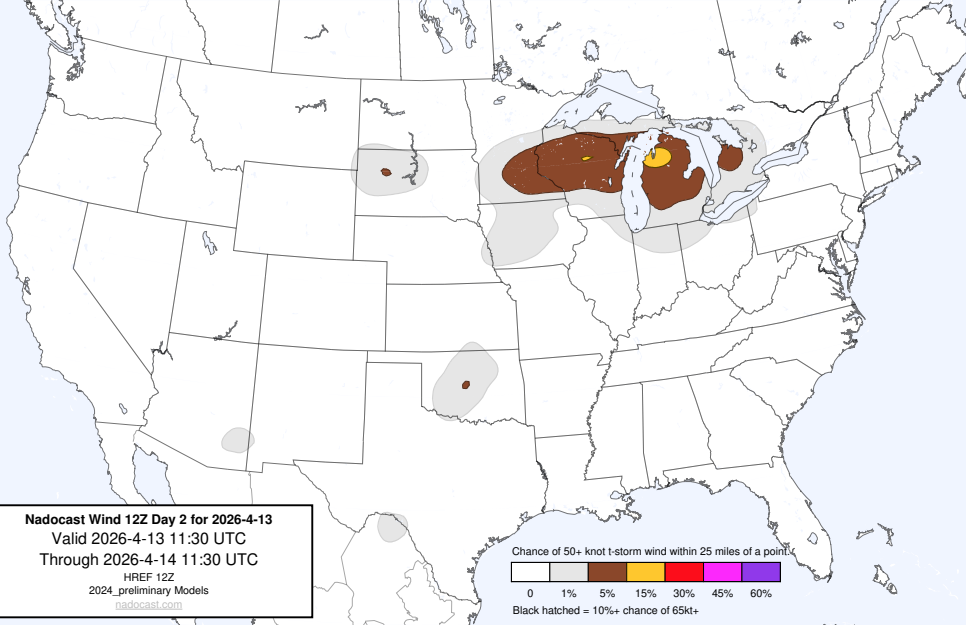 Nadocast Wind 12Z Day 2 for 2026-4-13
Valid 2026-4-13 11:30 UTC
Through 2026-4-14 11:30 UTC
HREF 12Z
2024_preliminary Models
nadocast.com
Chance of 50+ knot t-storm wind within 25 miles of a point.
0 1% 5% 15% 30% 45% 60%
Black hatched = 10%+ chance of 65kt+